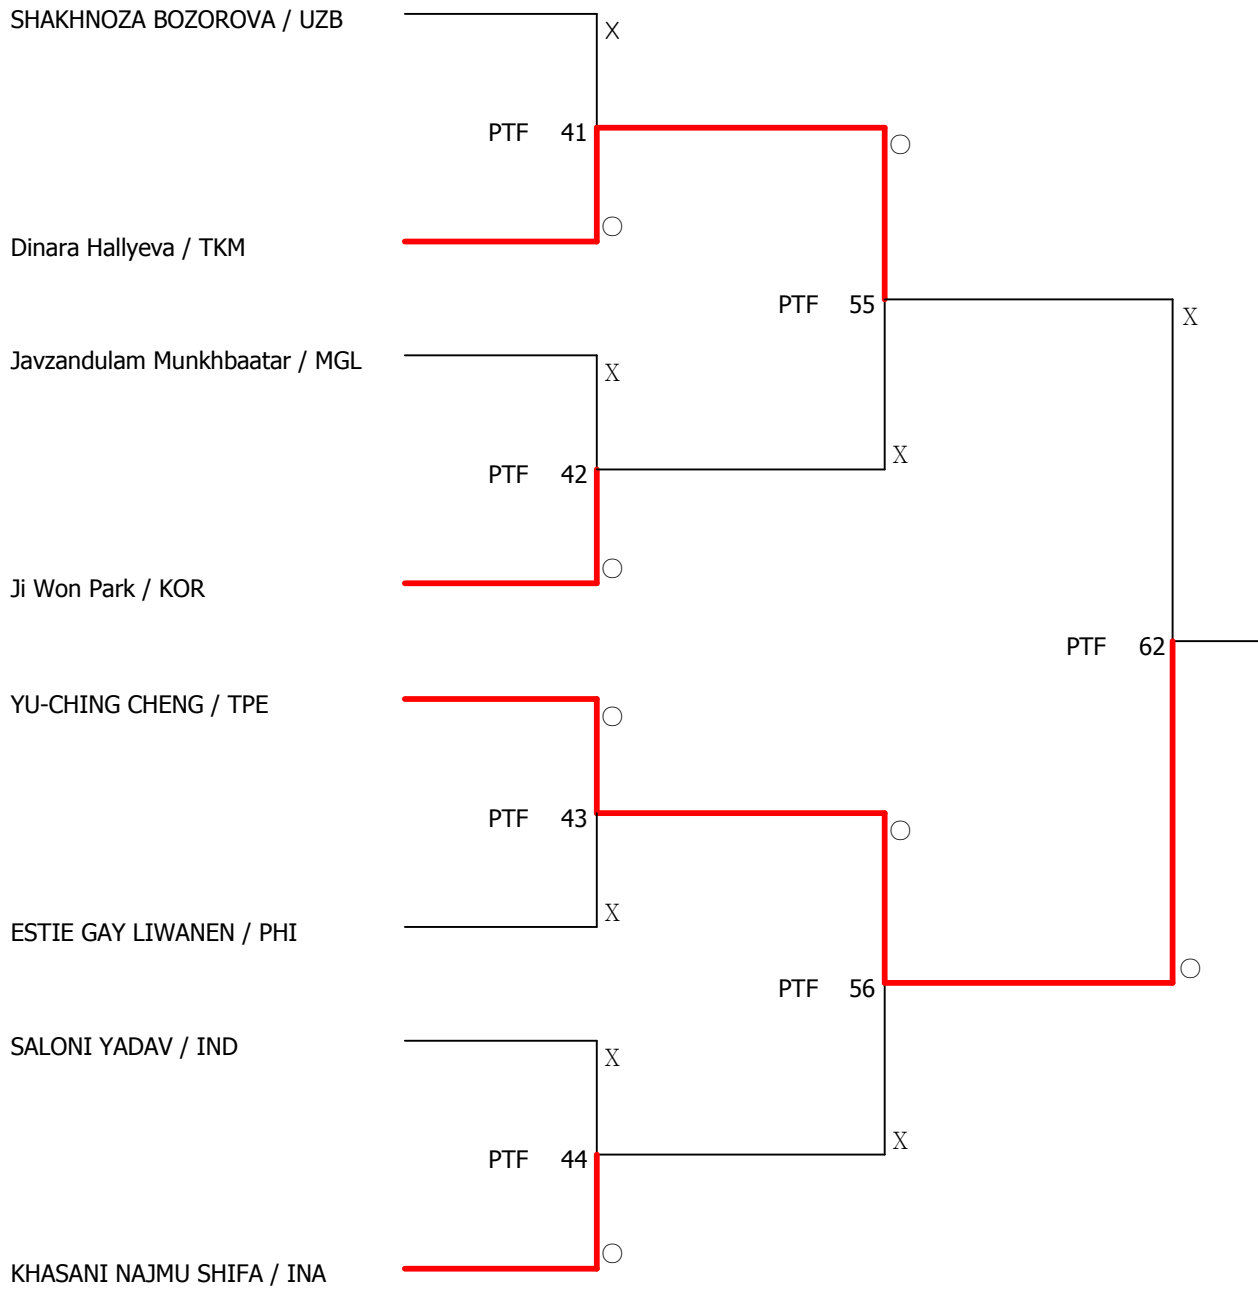 SHAKHNOZA BOZOROVA / UZB
X
PTF 41
O
O
Dinara Hallyeva / TKM
PTF 55
X
Javzandulam Munkhbaatar / MGL
X
X
PTF 42
O
Ji Won Park / KOR
PTF 62
YU-CHING CHENG / TPE
O
PTF 43
O
X
ESTIE GAY LIWANEN / PHI
O
PTF 56
SALONI YADAV / IND
X
X
PTF 44
O
KHASANI NAJMU SHIFA / INA